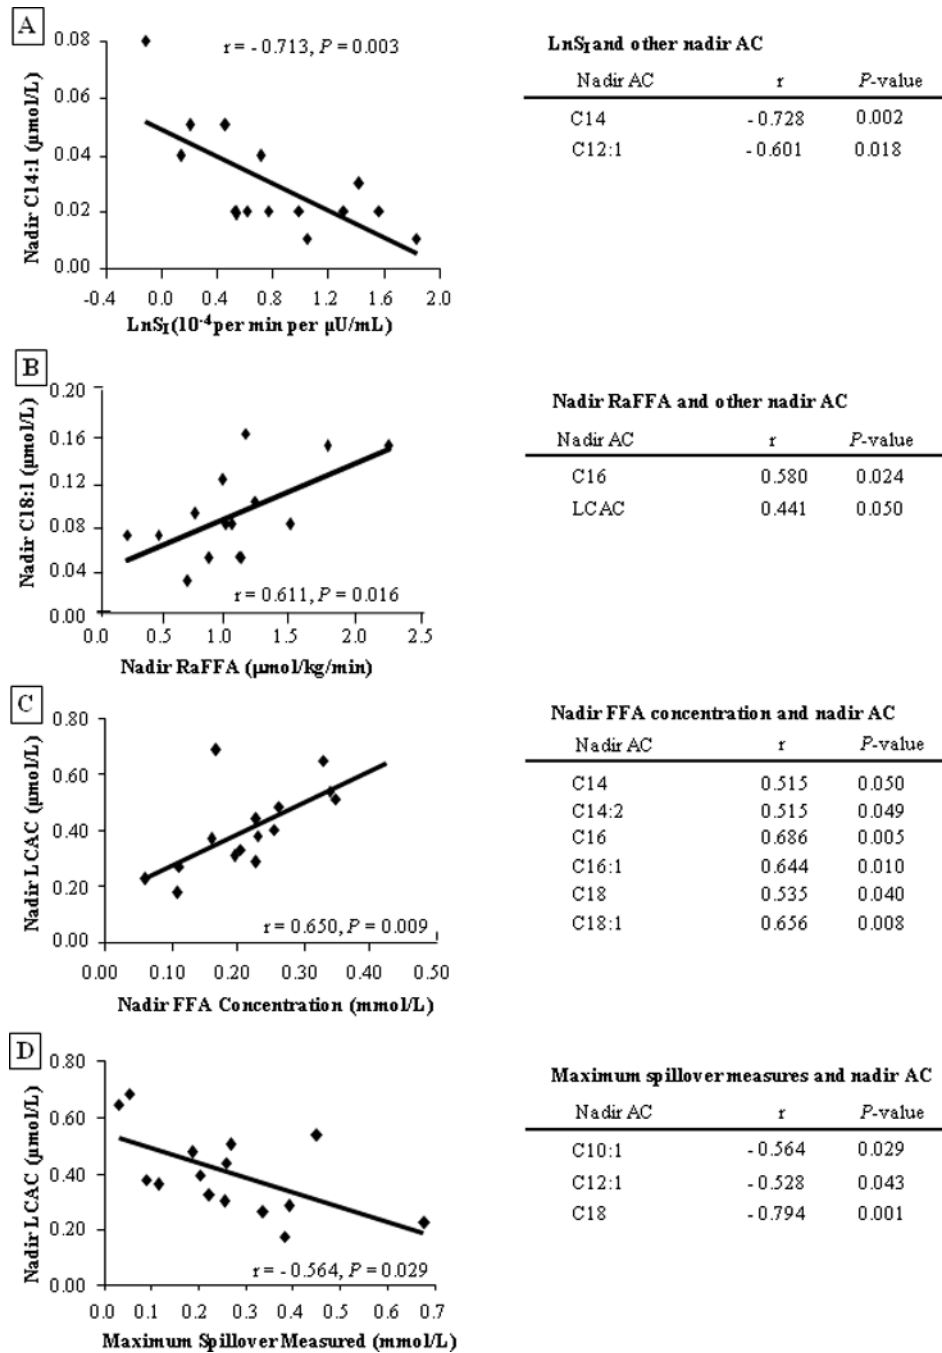 A
r = - 0.713, P = 0.003
Nadir C14:1 (μmol/L)
0.08
0.06
0.04
0.02
0.00
-0.4 0.0 0.4 0.8 1.2 1.6 2.0
LnSI (10-4 per min per μU/mL)
LnSI and other nadir AC
Nadir AC r P-value
C14 - 0.728 0.002
C12:1 - 0.601 0.018
B
Nadir C18:1 (μmol/L)
0.20
0.16
0.12
0.08
0.04
0.00
r = 0.611, P = 0.016
0.0 0.5 1.0 1.5 2.0 2.5
Nadir RaFFA (μmol/kg/min)
Nadir RaFFA and other nadir AC
Nadir AC r P-value
C16 0.580 0.024
LCAC 0.441 0.050
C
Nadir LCAC (μmol/L)
0.80
0.60
0.40
0.20
0.00
r = 0.650, P = 0.009
0.00 0.10 0.20 0.30 0.40 0.50
Nadir FFA Concentration (mmol/L)
Nadir FFA concentration and nadir AC
Nadir AC r P-value
C14 0.515 0.050
C14:2 0.515 0.049
C16 0.686 0.005
C16:1 0.644 0.010
C18 0.535 0.040
C18:1 0.656 0.008
D
Nadir LCAC (μmol/L)
0.80
0.60
0.40
0.20
0.00
r = - 0.564, P = 0.029
0.0 0.1 0.2 0.3 0.4 0.5 0.6 0.7
Maximum Spillover Measured (mmol/L)
Maximum spillover measures and nadir AC
Nadir AC r P-value
C10:1 - 0.564 0.029
C12:1 - 0.528 0.043
C18 - 0.794 0.001